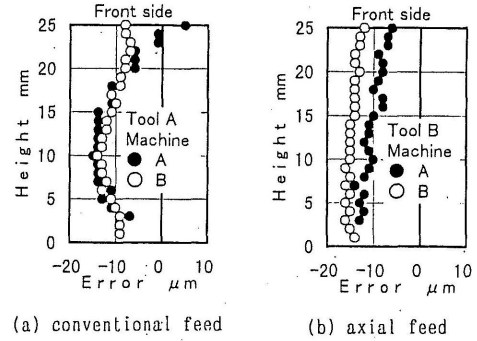 Front side
25
20
15
10
5
0
Height mm
Tool A
Machine
A
B
-20 -10 0 10
Error μm
(a) conventional feed
Front side
25
20
15
10
5
0
Height mm
Tool B
Machine
A
B
-20 -10 0 10
Error μm
(b) axial feed